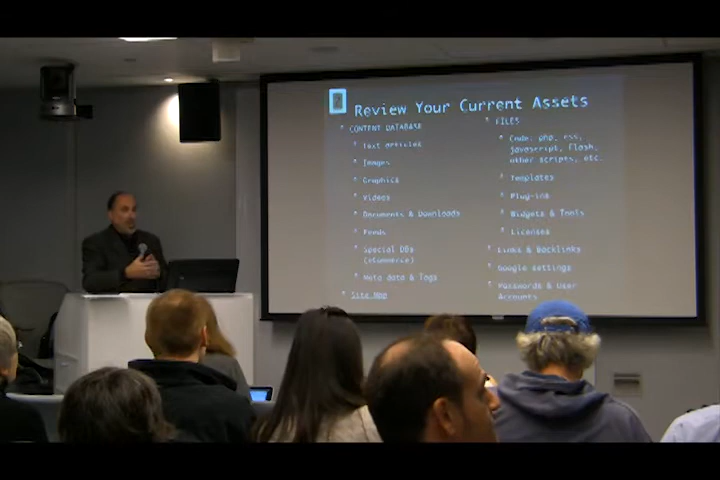 Review Your Current Assets
CONTENT DATABASE
Text articles
Images
Graphics
Videos
Documents & Downloads
Feeds
Special DBs
(eCommerce)
Meta data & Tags
Site Map
FILES
Code: php, css,
javascript, flash,
other scripts, etc.
Templates
Plug-ins
Widgets & Tools
Licenses
Links & Backlinks
Google settings
Passwords & User
Accounts